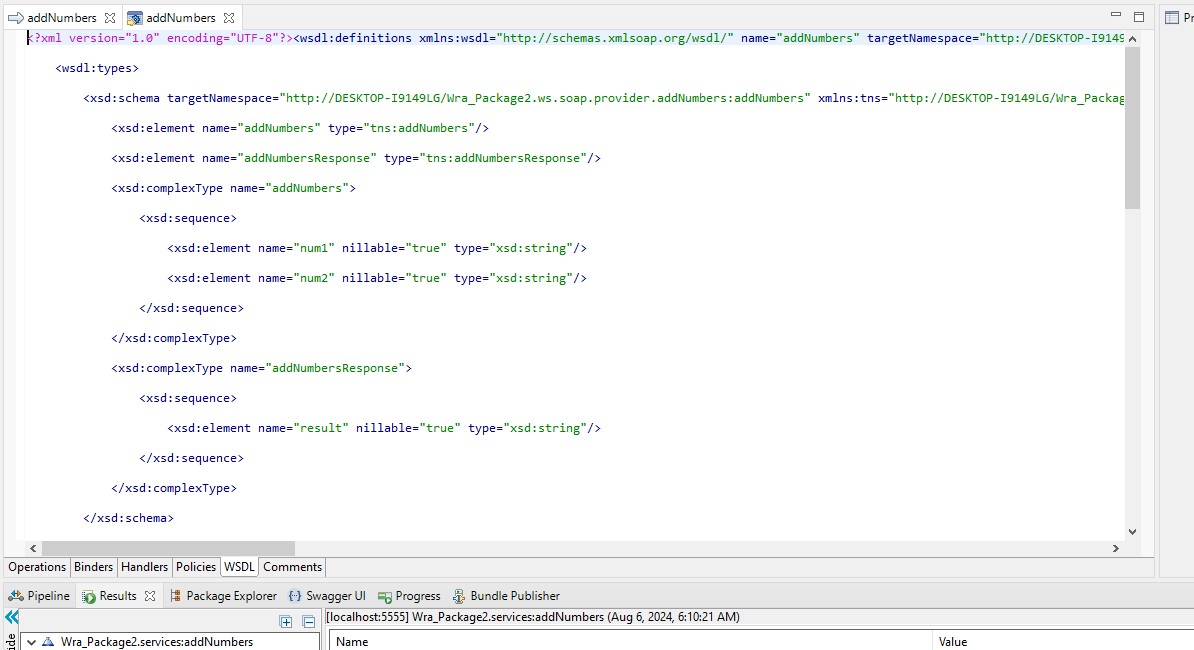 addNumbers addNumbers Pr
<?xml version="1.0" encoding="UTF-8"?><wsdl:definitions xmlns:wsdl="http://schemas.xmlsoap.org/wsdl/" name="addNumbers" targetNamespace="http://DESKTOP-I9149
<wsdl:types>
<xsd:schema targetNamespace="http://DESKTOP-I9149LG/Wra_Package2.ws.soap.provider.addNumbers:addNumbers" xmlns:tns="http://DESKTOP-I9149LG/Wra_Packag
<xsd:element name="addNumbers" type="tns:addNumbers"/>
<xsd:element name="addNumbersResponse" type="tns:addNumbersResponse"/>
<xsd:complexType name="addNumbers">
<xsd:sequence>
<xsd:element name="num1" nillable="true" type="xsd:string"/>
<xsd:element name="num2" nillable="true" type="xsd:string"/>
</xsd:sequence>
</xsd:complexType>
<xsd:complexType name="addNumbersResponse">
<xsd:sequence>
<xsd:element name="result" nillable="true" type="xsd:string"/>
</xsd:sequence>
</xsd:complexType>
</xsd:schema>
Operations Binders Handlers Policies WSDL Comments
Pipeline Results Package Explorer Swagger UI Progress Bundle Publisher
[localhost:5555] Wra_Package2.services:addNumbers (Aug 6, 2024, 6:10:21 AM)
ide
Wra_Package2.services:addNumbers Name Value